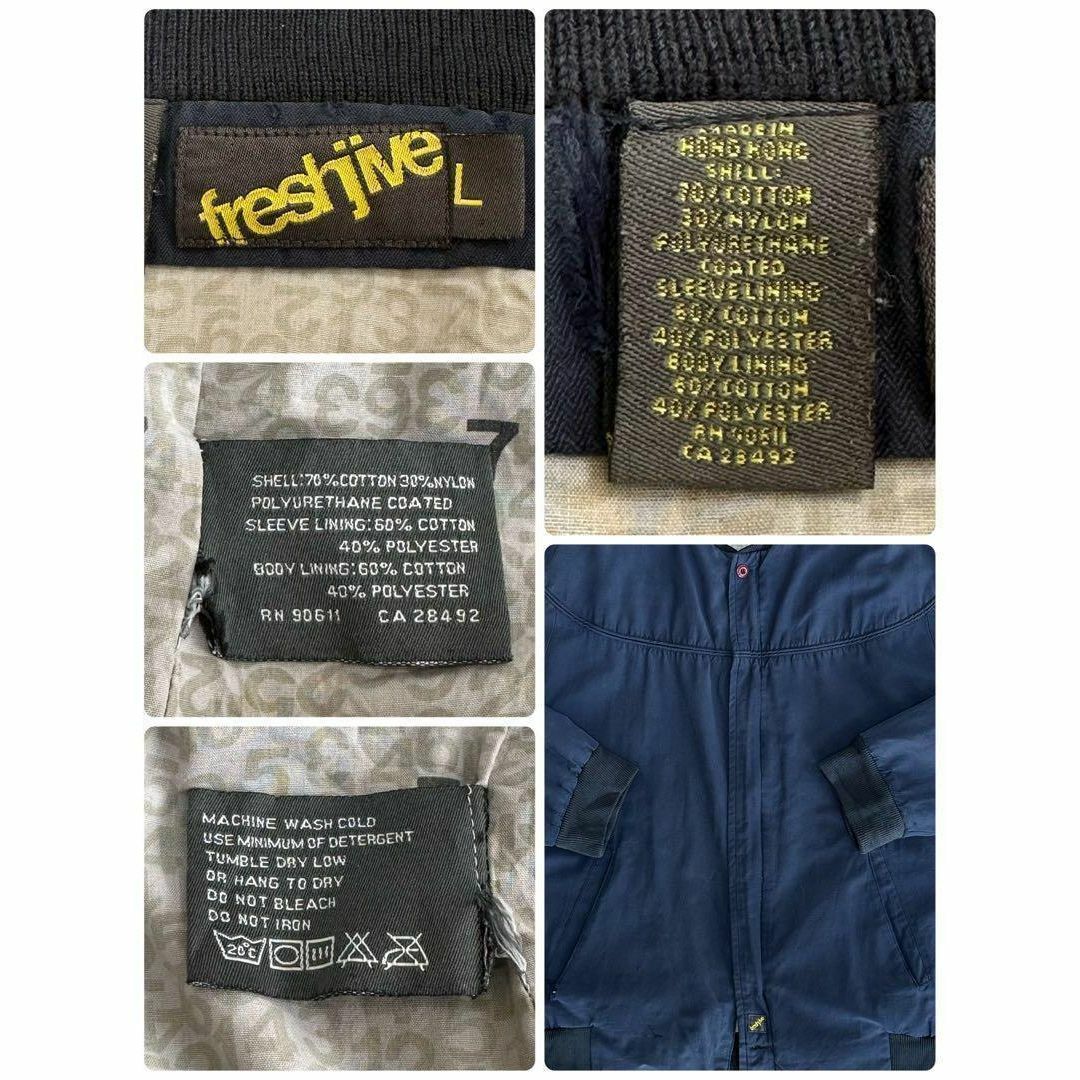 freshjive L
MADE IN
HONG KONG
SHELL:
70% COTTON
30% NYLON
POLYURETHANE
COATED
SLEEVE LINING
60% COTTON
40% POLYESTER
BODY LINING
60% COTTON
40% POLYESTER
RN 90611
CA 28492
7
SHELL:70%COTTON 30%NYLON
POLYURETHANE COATED
SLEEVE LINING:60% COTTON
40% POLYESTER
BODY LINING:60% COTTON
40% POLYESTER
RN 90611 CA 28492
MACHINE WASH COLD
USE MINIMUM OF DETERGENT
TUMBLE DRY LOW
OR HANG TO DRY
DO NOT BLEACH
DO NOT IRON
20°C
freshjive